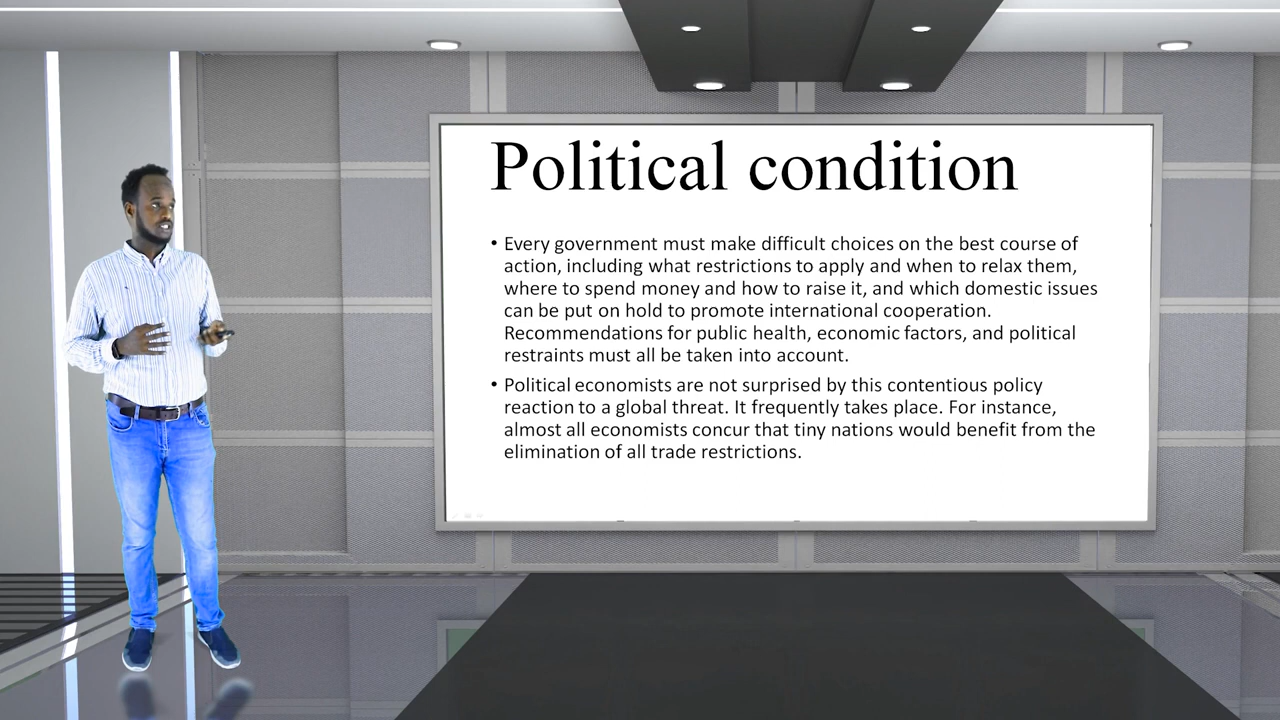 Political condition
• Every government must make difficult choices on the best course of
action, including what restrictions to apply and when to relax them,
where to spend money and how to raise it, and which domestic issues
can be put on hold to promote international cooperation.
Recommendations for public health, economic factors, and political
restraints must all be taken into account.
• Political economists are not surprised by this contentious policy
reaction to a global threat. It frequently takes place. For instance,
almost all economists concur that tiny nations would benefit from the
elimination of all trade restrictions.